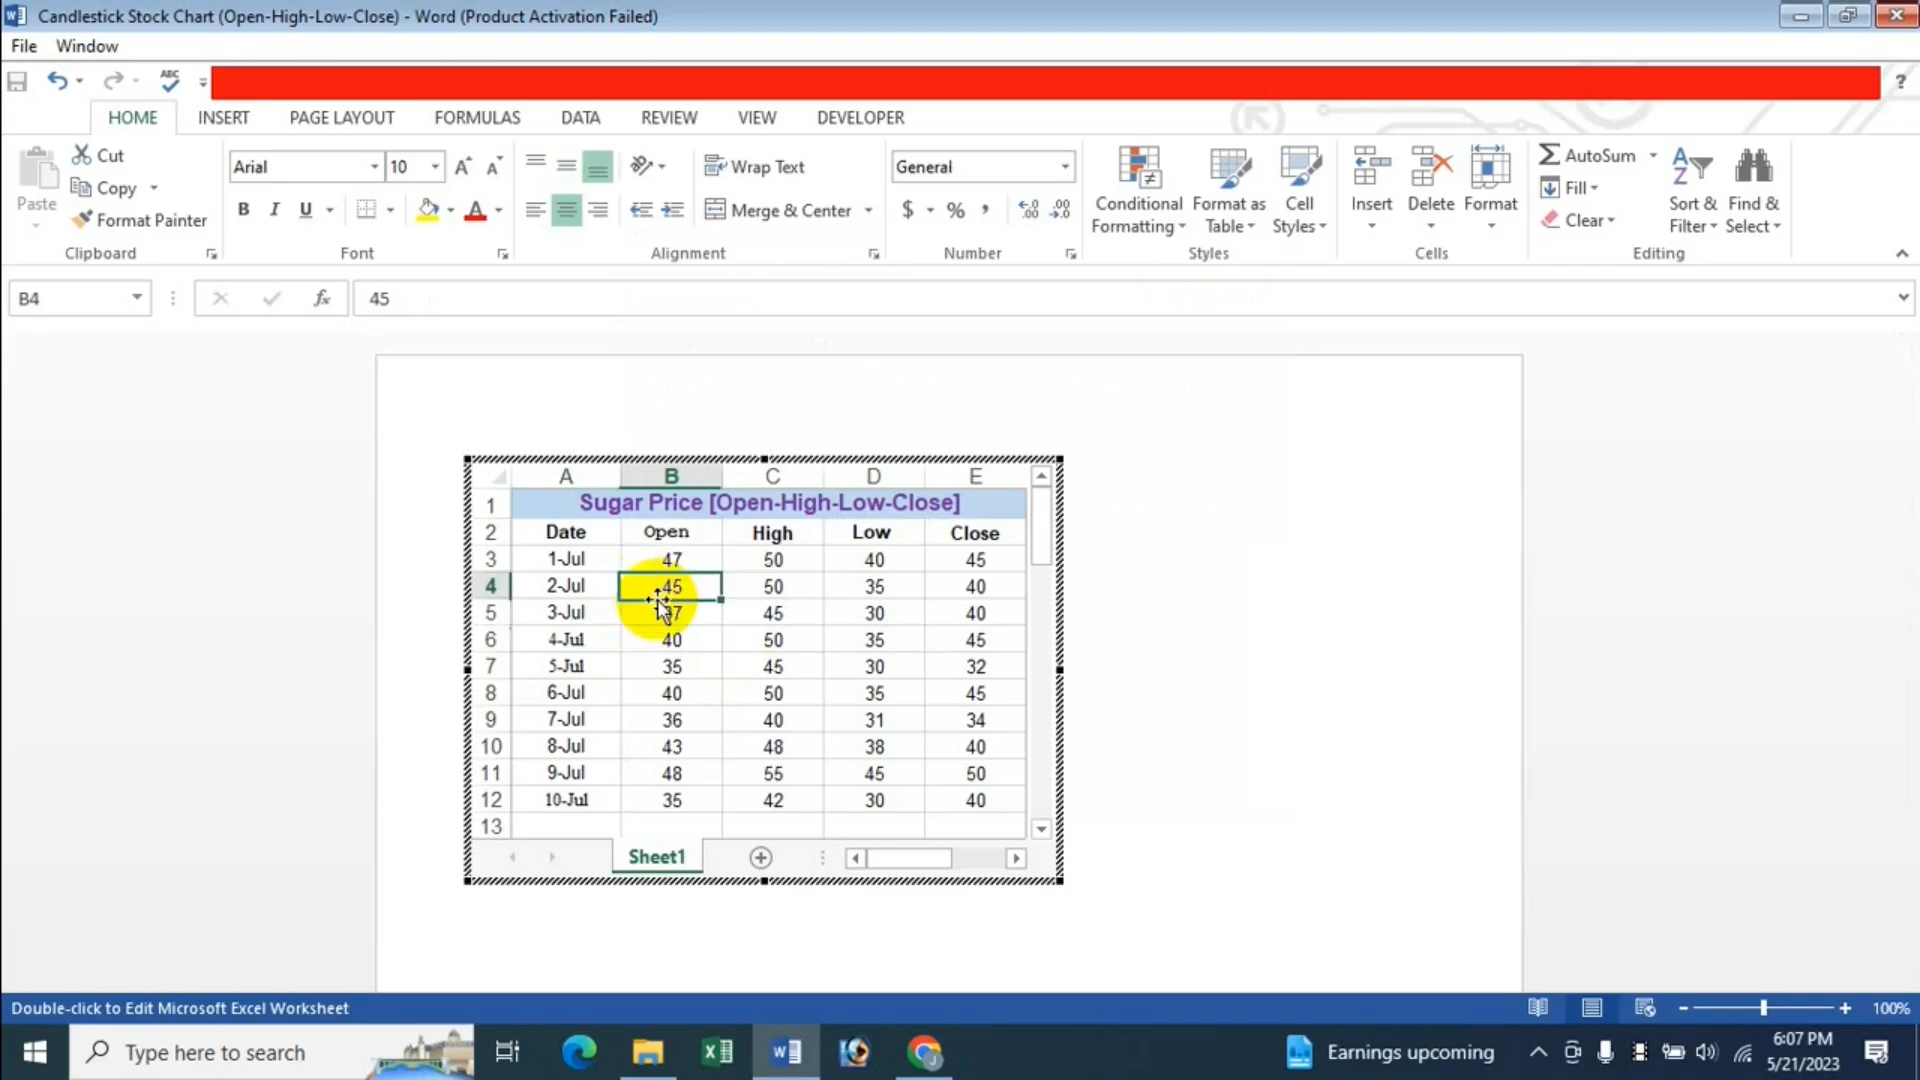 Candlestick Stock Chart (Open-High-Low-Close) - Word (Product Activation Failed)
File Window
ABC ?
HOME INSERT PAGE LAYOUT FORMULAS DATA REVIEW VIEW DEVELOPER
Paste
Cut
Copy
Format Painter
Clipboard
Arial 10
B I U A
Font
Wrap Text
Merge & Center
Alignment
General
$ % ,
Number
Conditional Formatting
Format as Table
Cell Styles
Styles
Insert
Delete
Format
Cells
AutoSum
Fill
Clear
Sort & Filter
Find & Select
Editing
B4 fx 45
A B C D E
1 Sugar Price [Open-High-Low-Close]
2 Date Open High Low Close
3 1-Jul 47 50 40 45
4 2-Jul 45 50 35 40
5 3-Jul 45 30 40
6 4-Jul 40 50 35 45
7 5-Jul 35 45 30 32
8 6-Jul 40 50 35 45
9 7-Jul 36 40 31 34
10 8-Jul 43 48 38 40
11 9-Jul 48 55 45 50
12 10-Jul 35 42 30 40
13
Sheet1
Double-click to Edit Microsoft Excel Worksheet 100%
Type here to search
Earnings upcoming
6:07 PM
5/21/2023